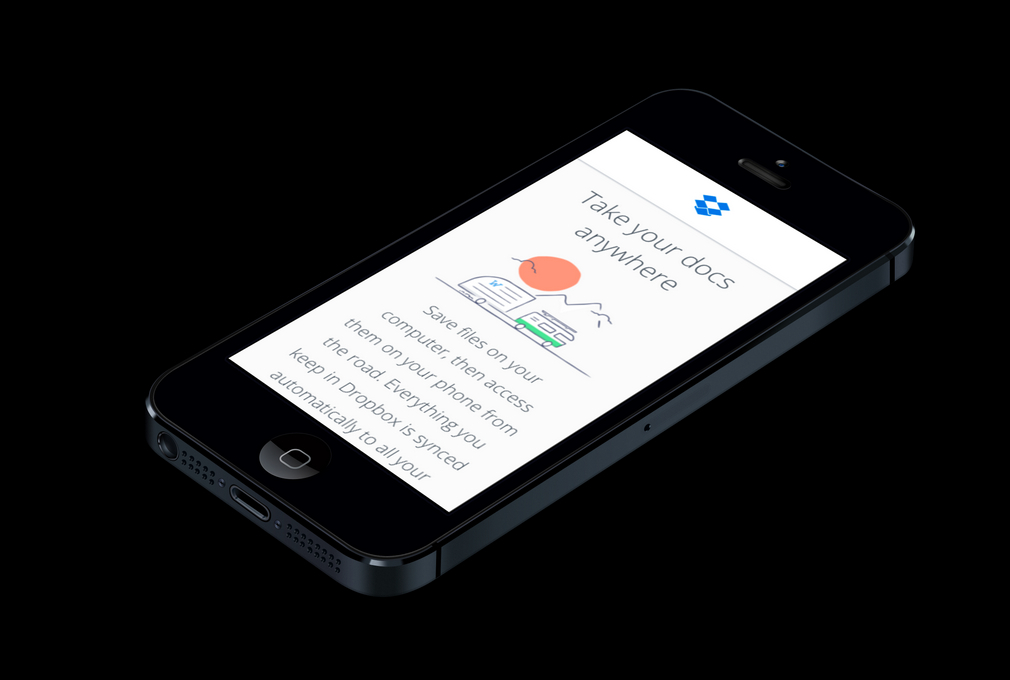 Take your docs
anywhere
W
Save files on your
computer, then access
them on your phone from
the road. Everything you
keep in Dropbox is synced
automatically to all your